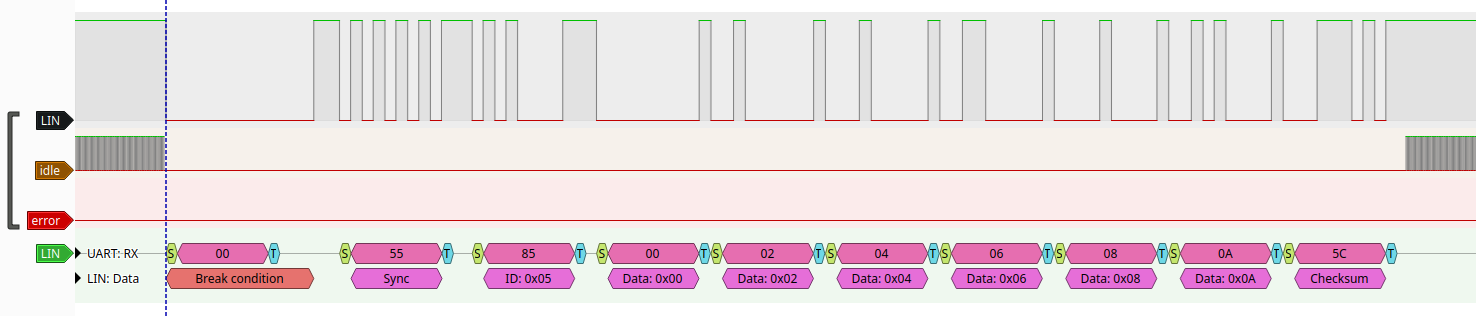 LIN
idle
error
LIN UART: RX S 00 T S 55 T S 85 T S 00 T S 02 T S 04 T S 06 T S 08 T S 0A T S 5C T
LIN: Data Break condition Sync ID: 0x05 Data: 0x00 Data: 0x02 Data: 0x04 Data: 0x06 Data: 0x08 Data: 0x0A Checksum